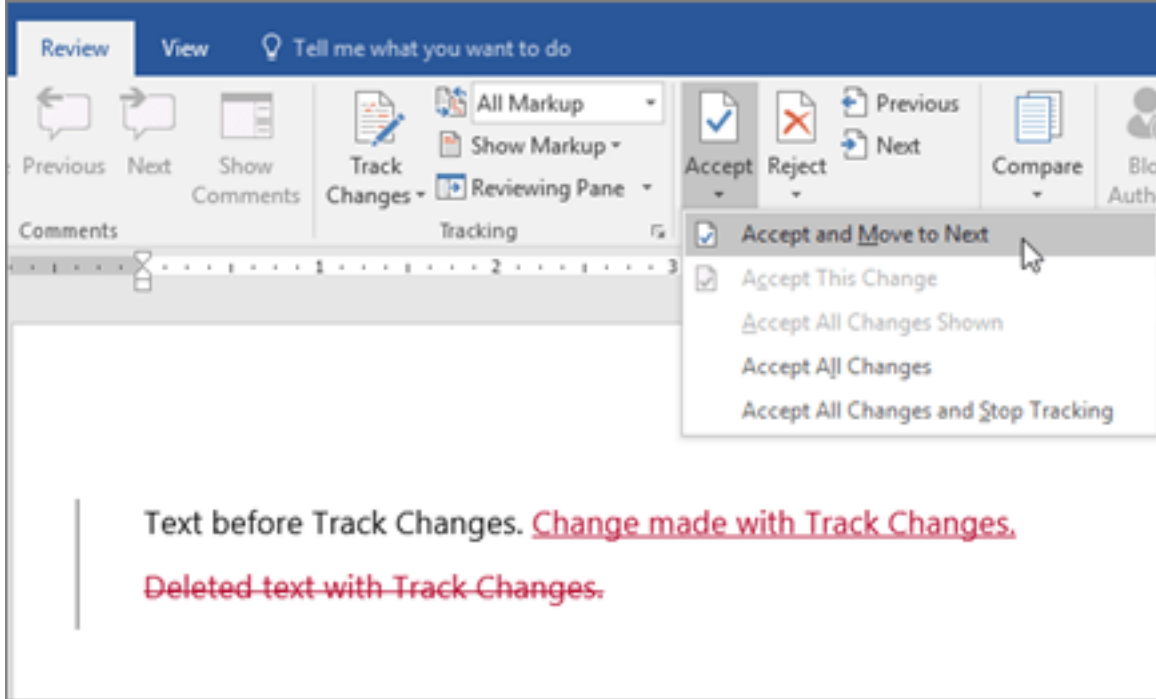 Review View Tell me what you want to do
All Markup Previous
Show Markup Next
Previous Next Show Comments Track Changes Reviewing Pane Accept Reject Compare
Comments Tracking
1 2 3
Accept and Move to Next
Accept This Change
Accept All Changes Shown
Accept All Changes
Accept All Changes and Stop Tracking
Text before Track Changes. Change made with Track Changes.
Deleted text with Track Changes.